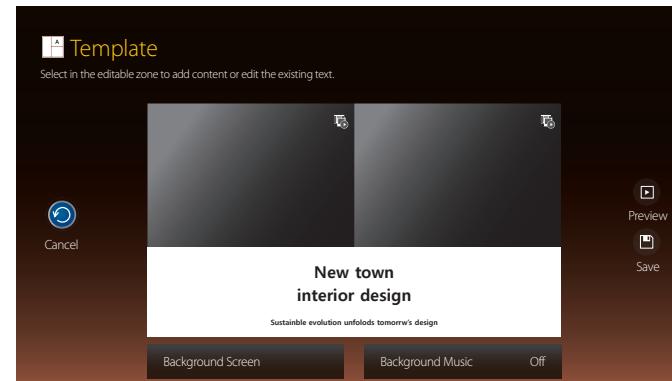 A
Template
Select in the editable zone to add content or edit the existing text.
Cancel
Preview
Save
New town
interior design
Sustainble evolution unfolods tomorrw's design
Background Screen
Background Music Off